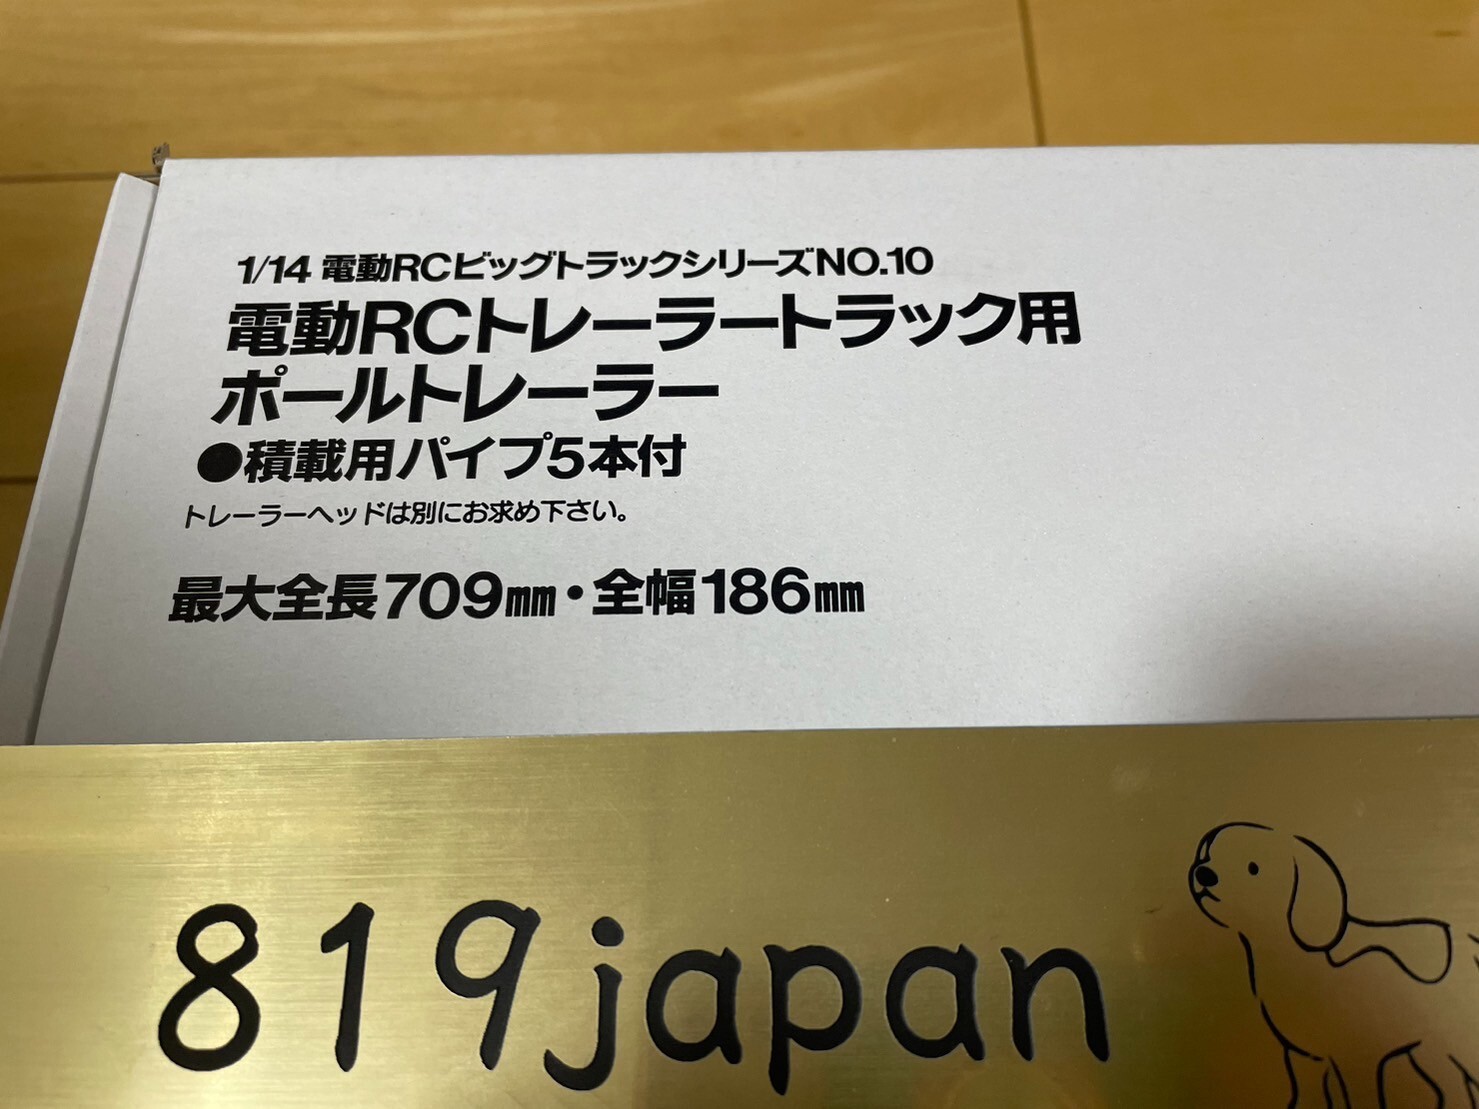 1/14 電動RCビッグトラックシリーズNO.10
電動RCトレーラートラック用
ポールトレーラー
●積載用パイプ5本付
トレーラーヘッドは別にお求め下さい。
最大全長709㎜・全幅186㎜
819japan